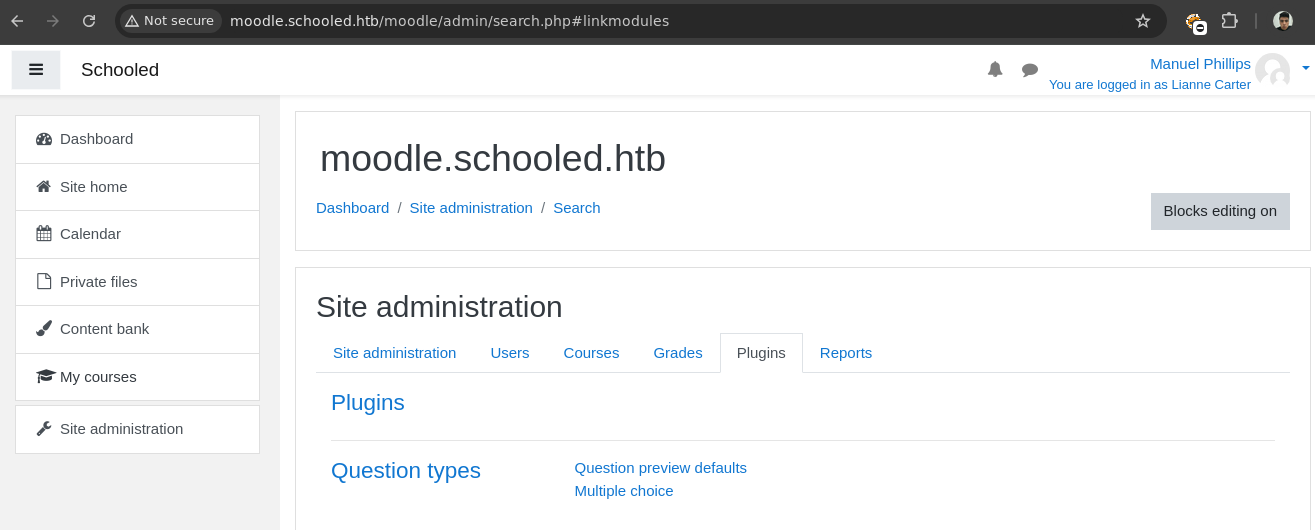 Not secure moodle.schooled.htb/moodle/admin/search.php#linkmodules
Schooled
Manuel Phillips
You are logged in as Lianne Carter
Dashboard
Site home
Calendar
Private files
Content bank
My courses
Site administration
moodle.schooled.htb
Dashboard / Site administration / Search
Blocks editing on
Site administration
Site administration Users Courses Grades Plugins Reports
Plugins
Question types
Question preview defaults
Multiple choice